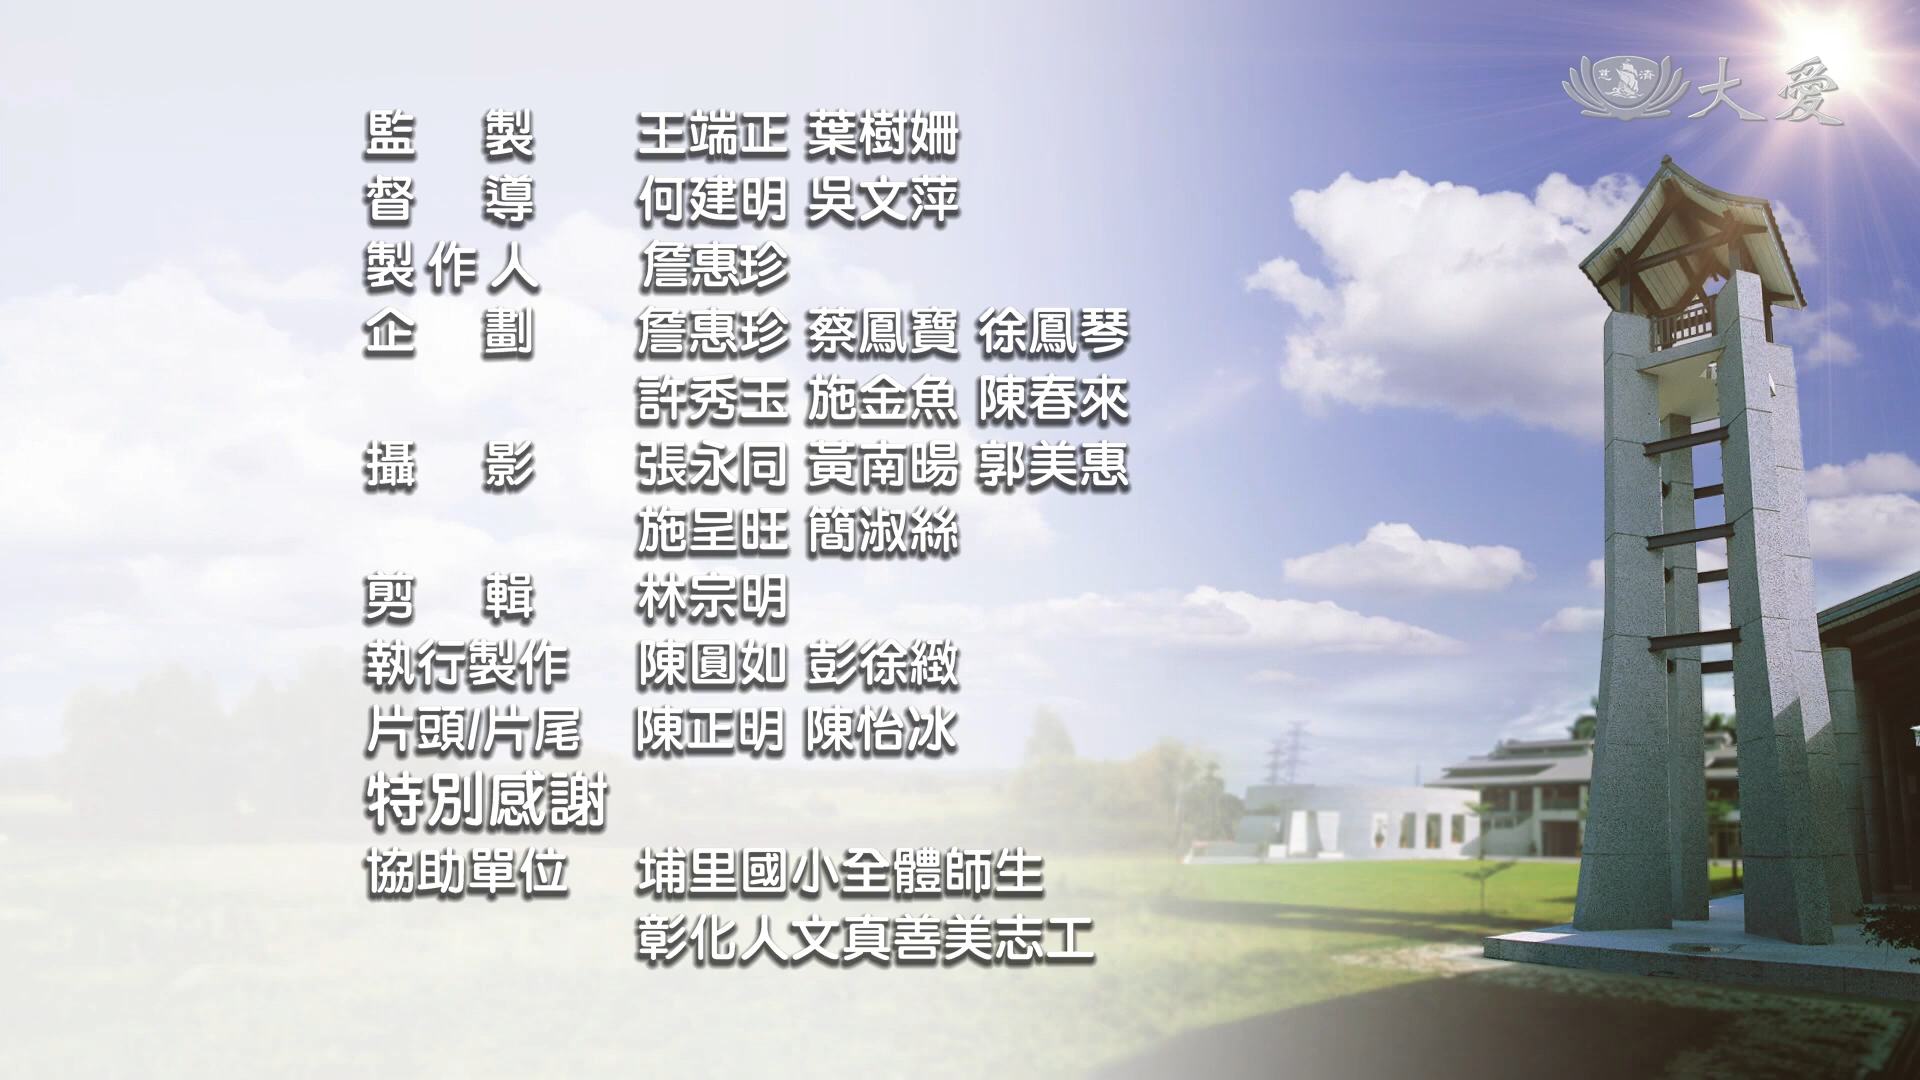 慈濟 大愛
監製 王端正 葉樹姍
督導 何建明 吳文萍
製作人 詹惠珍
企劃 詹惠珍 蔡鳳寶 徐鳳琴
許秀玉 施金魚 陳春來
攝影 張永同 黃南暘 郭美惠
施呈旺 簡淑絲
剪輯 林宗明
執行製作 陳圓如 彭徐緻
片頭/片尾 陳正明 陳怡冰
特別感謝
協助單位 埔里國小全體師生
彰化人文真善美志工